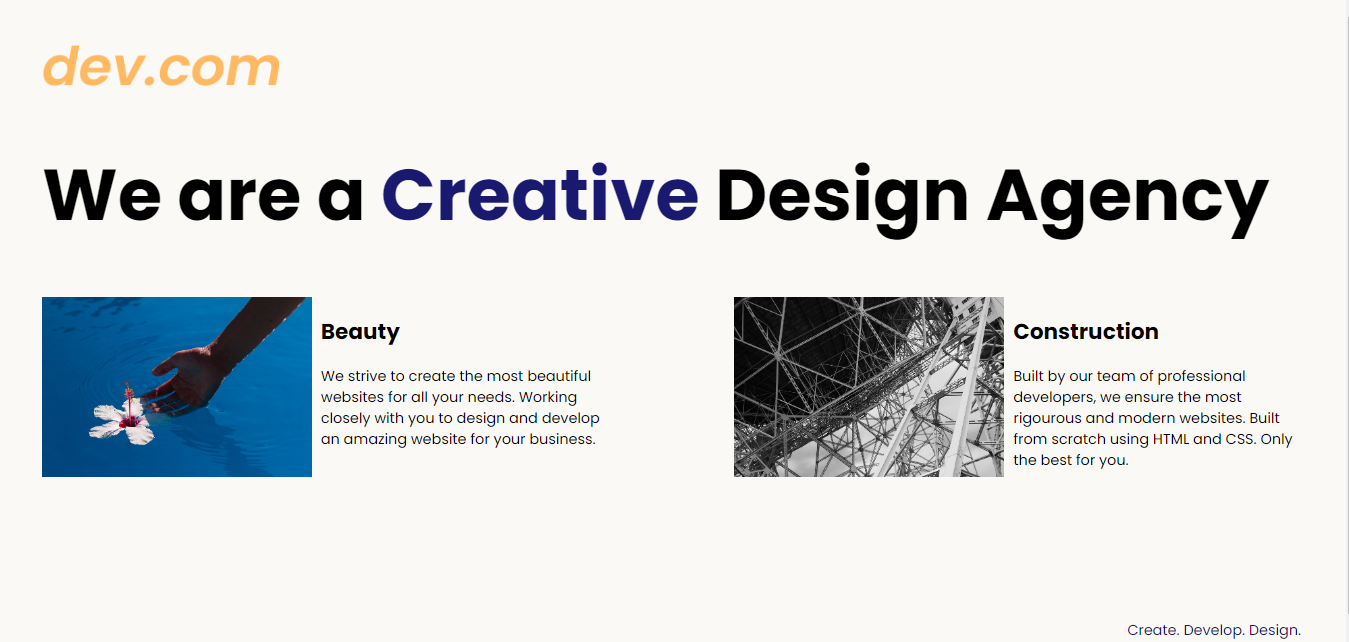 dev.com
We are a Creative Design Agency
Beauty
We strive to create the most beautiful
websites for all your needs. Working
closely with you to design and develop
an amazing website for your business.
Construction
Built by our team of professional
developers, we ensure the most
rigourous and modern websites. Built
from scratch using HTML and CSS. Only
the best for you.
Create. Develop. Design.